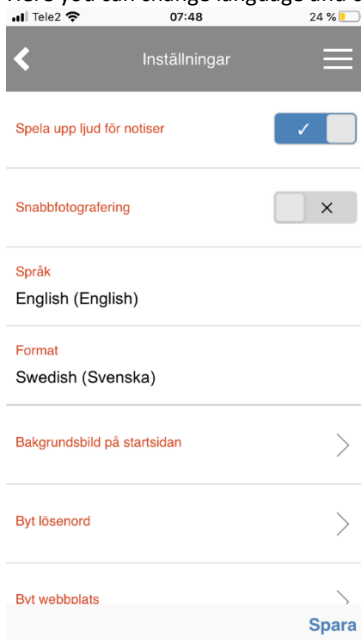 Tele2 07:48 24 %
Inställningar
Spela upp ljud för notiser
Snabbfotografering
Språk
English (English)
Format
Swedish (Svenska)
Bakgrundsbild på startsidan
Byt lösenord
Byt webbplats
Spara